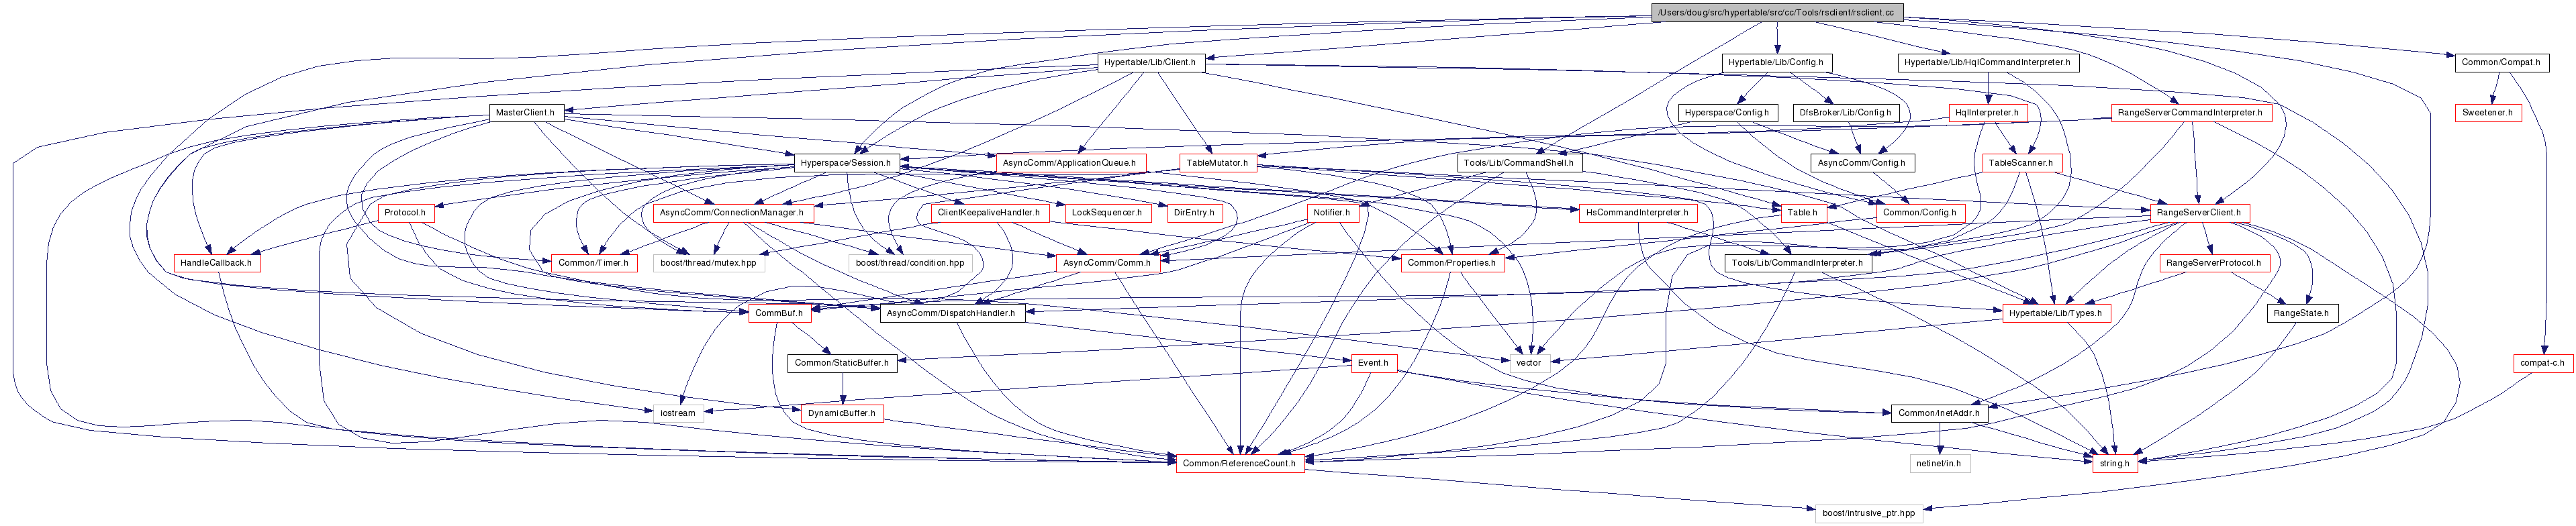 /Users/doug/src/hypertable/src/cc/Tools/rsclient/rsclient.cc
Hypertable/Lib/Client.h
Hypertable/Lib/Config.h
Hypertable/Lib/HqlCommandInterpreter.h
Common/Compat.h
MasterClient.h
Hyperspace/Config.h
DfsBroker/Lib/Config.h
HqlInterpreter.h
RangeServerCommandInterpreter.h
Sweetener.h
Hyperspace/Session.h
AsyncComm/ApplicationQueue.h
TableMutator.h
Tools/Lib/CommandShell.h
AsyncComm/Config.h
TableScanner.h
Protocol.h
AsyncComm/ConnectionManager.h
ClientKeepaliveHandler.h
LockSequencer.h
DirEntry.h
Notifier.h
HsCommandInterpreter.h
Table.h
Common/Config.h
RangeServerClient.h
HandleCallback.h
Common/Timer.h
boost/thread/mutex.hpp
boost/thread/condition.hpp
AsyncComm/Comm.h
Common/Properties.h
Tools/Lib/CommandInterpreter.h
RangeServerProtocol.h
CommBuf.h
AsyncComm/DispatchHandler.h
Hypertable/Lib/Types.h
RangeState.h
Common/StaticBuffer.h
Event.h
vector
compat-c.h
iostream
DynamicBuffer.h
Common/InetAddr.h
Common/ReferenceCount.h
netinet/in.h
string.h
boost/intrusive_ptr.hpp